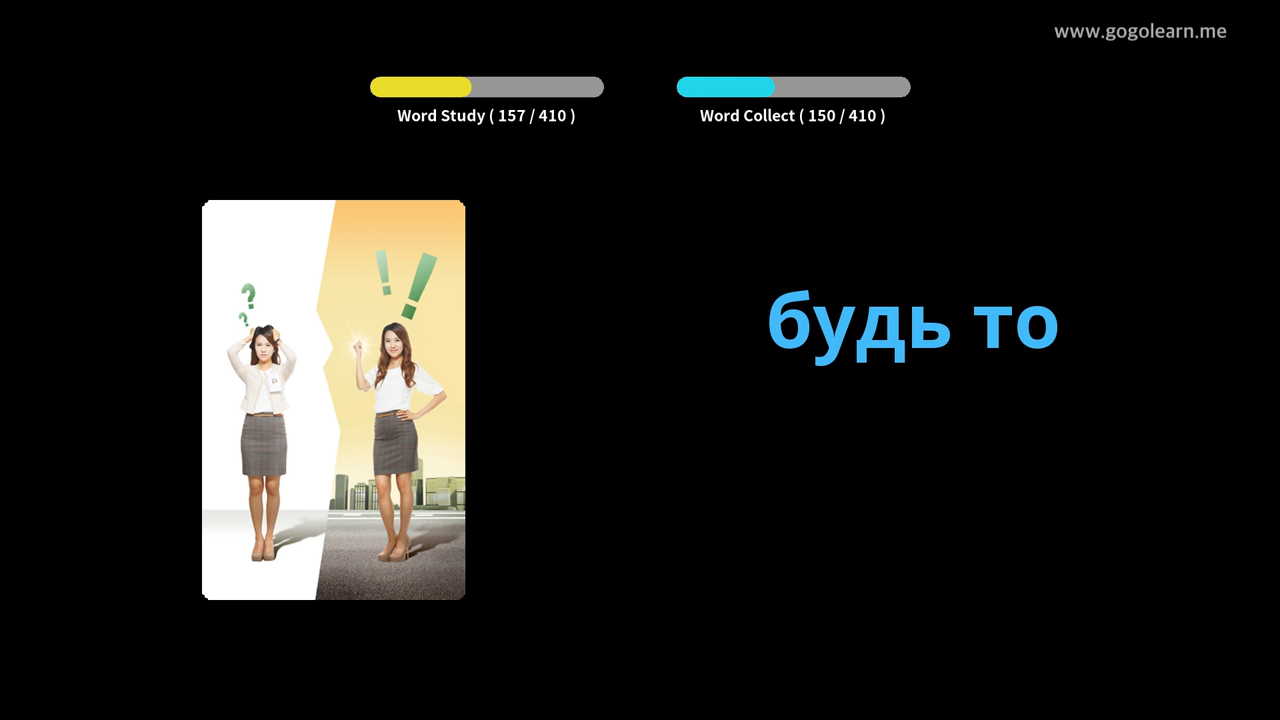 www.gogolearn.me
Word Study ( 157 / 410 )
Word Collect ( 150 / 410 )
? ?
! !
будь то